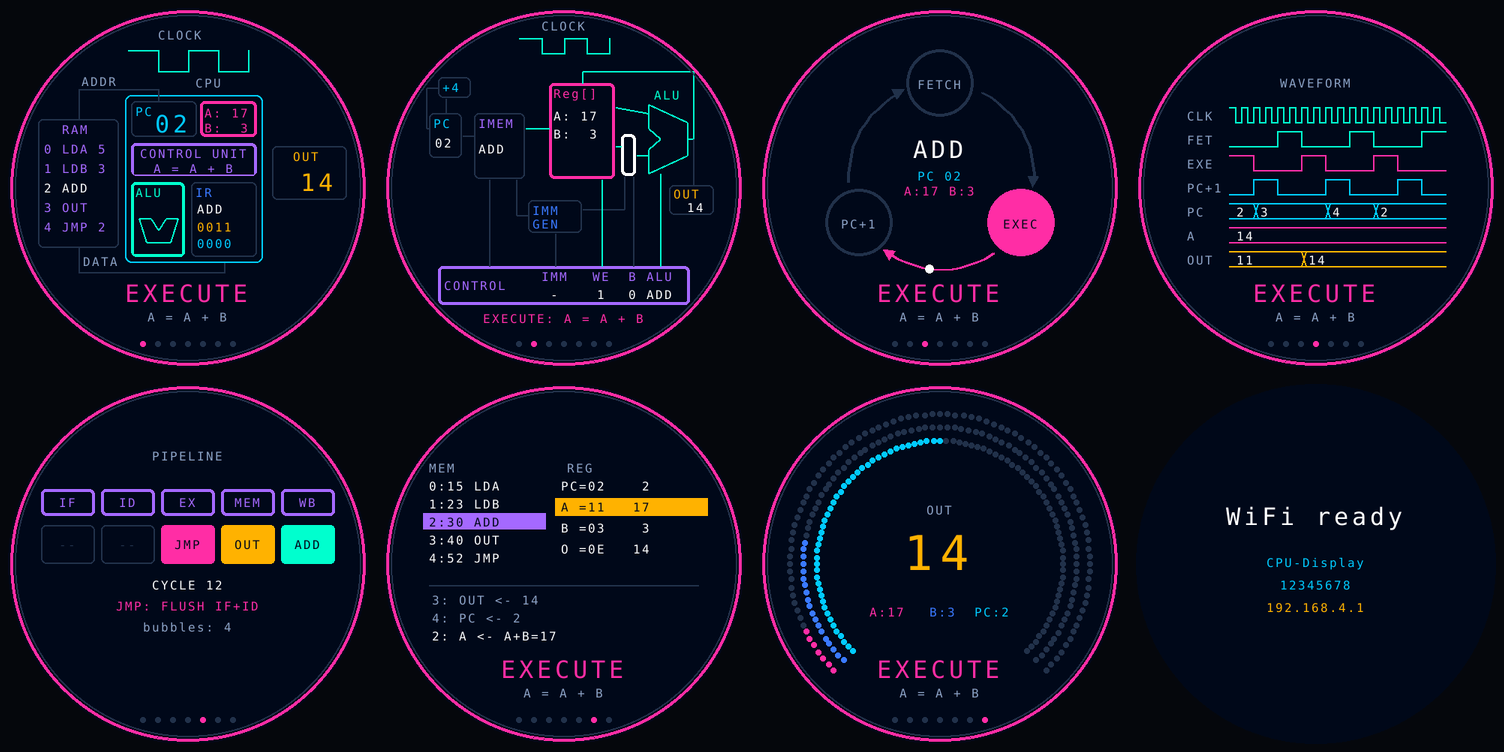 CLOCK
ADDR
CPU
PC 02
A: 17
B: 3
RAM
0 LDA 5
1 LDB 3
2 ADD
3 OUT
4 JMP 2
CONTROL UNIT
A = A + B
OUT
14
ALU
IR
ADD
0011
0000
DATA
EXECUTE
A = A + B
CLOCK
+4
PC
02
IMEM
ADD
Reg[]
A: 17
B: 3
ALU
OUT
14
IMM
GEN
CONTROL
IMM WE B ALU
- 1 0 ADD
EXECUTE: A = A + B
FETCH
ADD
PC 02
A:17 B:3
PC+1
EXEC
EXECUTE
A = A + B
WAVEFORM
CLK
FET
EXE
PC+1
PC 2 3 4 2
A 14
OUT 11 14
EXECUTE
A = A + B
PIPELINE
IF ID EX MEM WB
-- -- JMP OUT ADD
CYCLE 12
JMP: FLUSH IF+ID
bubbles: 4
MEM
0:15 LDA
1:23 LDB
2:30 ADD
3:40 OUT
4:52 JMP
REG
PC=02 2
A =11 17
B =03 3
O =0E 14
3: OUT <- 14
4: PC <- 2
2: A <- A+B=17
EXECUTE
A = A + B
OUT
14
A:17 B:3 PC:2
EXECUTE
A = A + B
WiFi ready
CPU-Display
12345678
192.168.4.1